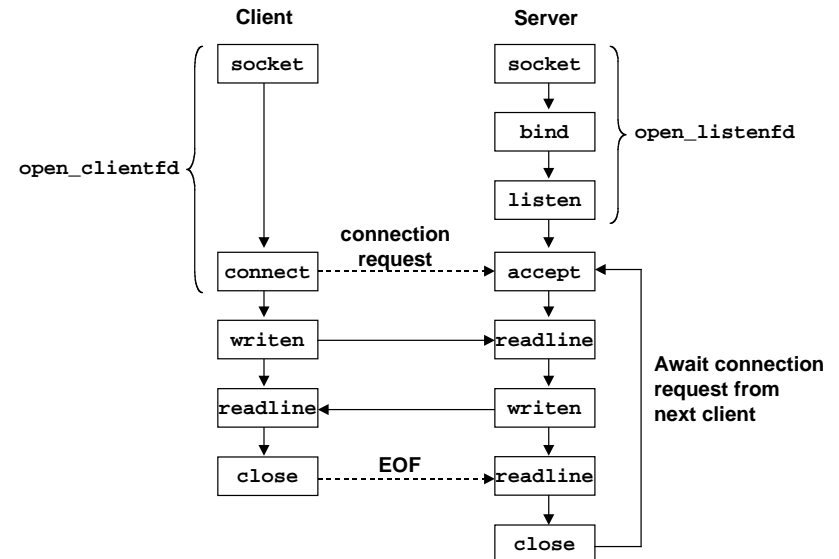 Client
Server
socket
socket
bind
open_clientfd
open_listenfd
listen
connection
request
connect
accept
writen
readline
Await connection
request from
next client
readline
writen
EOF
close
readline
close